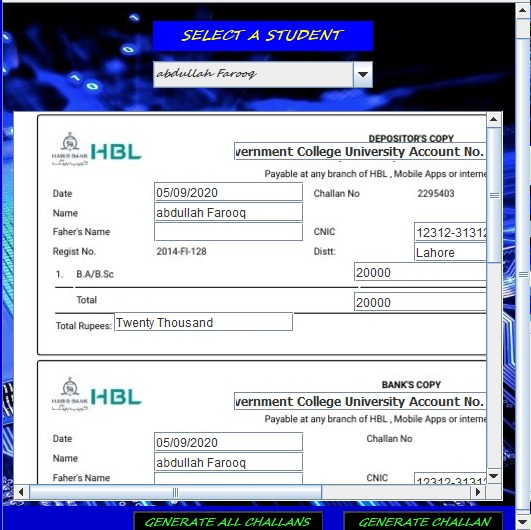 SELECT A STUDENT
abdullah Farooq
HABIB BANK HBL DEPOSITOR'S COPY
vernment College University Account No.
Payable at any branch of HBL , Mobile Apps or interne
Date 05/09/2020 Challan No 2295403
Name abdullah Farooq
Faher's Name CNIC 12312-31312
Regist No. 2014-FI-128 Distt: Lahore
1. B.A/B.Sc 20000
Total 20000
Total Rupees: Twenty Thousand
HABIB BANK HBL BANK'S COPY
vernment College University Account No.
Payable at any branch of HBL , Mobile Apps or interne
Date 05/09/2020 Challan No
Name abdullah Farooq
Faher's Name CNIC 12312-31312
GENERATE ALL CHALLANS GENERATE CHALLAN